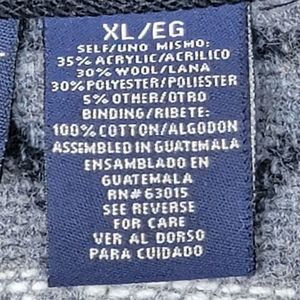 XL/EG
SELF/UNO MISMO:
35% ACRYLIC/ACRILICO
30% WOOL/LANA
30% POLYESTER/POLIESTER
5% OTHER/OTRO
BINDING/RIBETE:
100% COTTON/ALGODON
ASSEMBLED IN GUATEMALA
ENSAMBLADO EN
GUATEMALA
RN#63015
SEE REVERSE
FOR CARE
VER AL DORSO
PARA CUIDADO